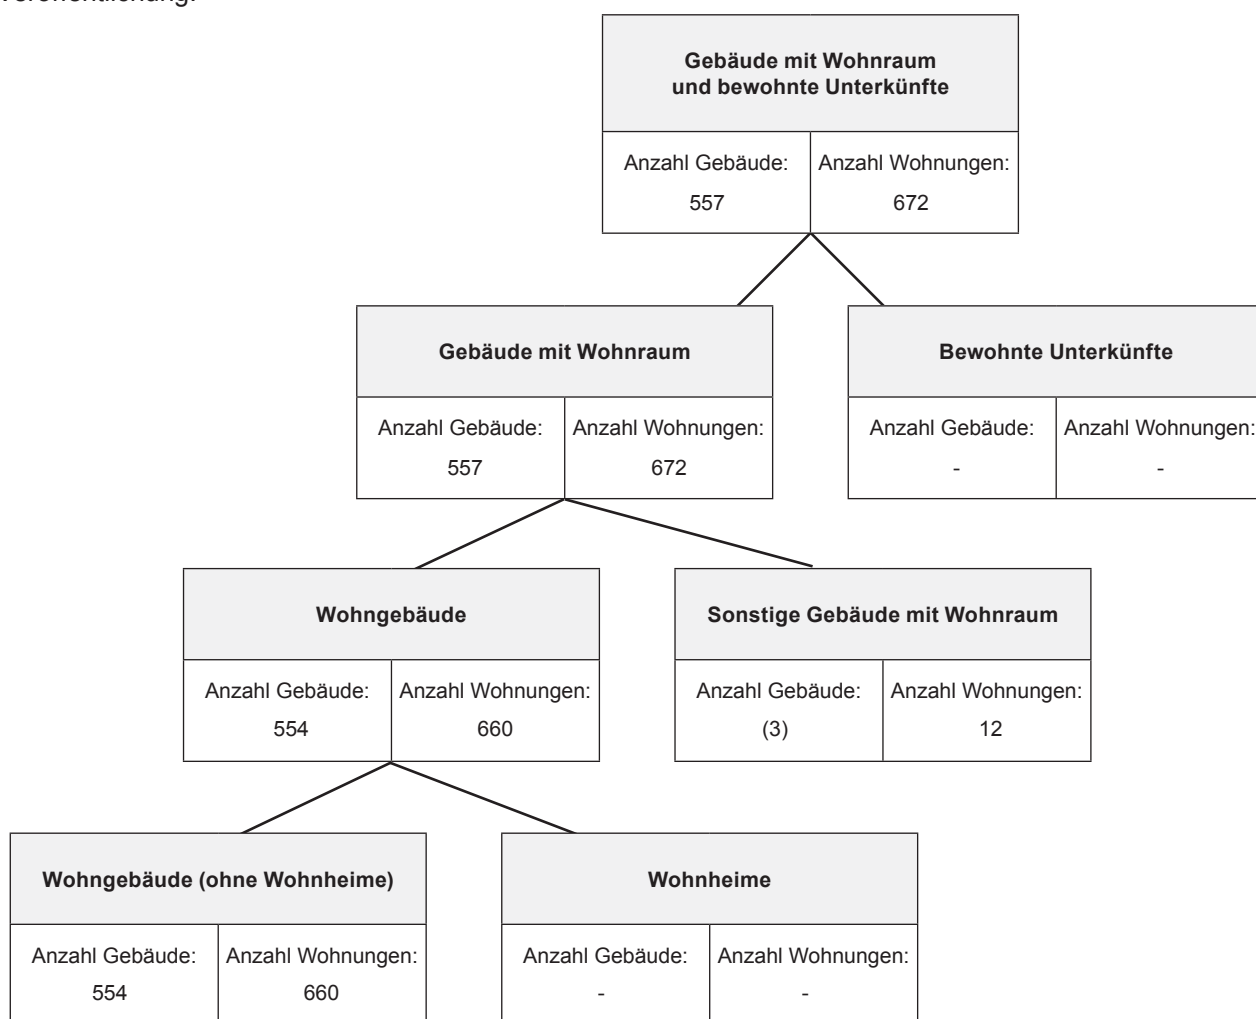 Veröffentlichung.
Gebäude mit Wohnraum
und bewohnte Unterkünfte
Anzahl Gebäude: Anzahl Wohnungen:
557 672
Gebäude mit Wohnraum Bewohnte Unterkünfte
Anzahl Gebäude: Anzahl Wohnungen: Anzahl Gebäude: Anzahl Wohnungen:
557 672 - -
Wohngebäude Sonstige Gebäude mit Wohnraum
Anzahl Gebäude: Anzahl Wohnungen: Anzahl Gebäude: Anzahl Wohnungen:
554 660 (3) 12
Wohngebäude (ohne Wohnheime) Wohnheime
Anzahl Gebäude: Anzahl Wohnungen: Anzahl Gebäude: Anzahl Wohnungen:
554 660 - -